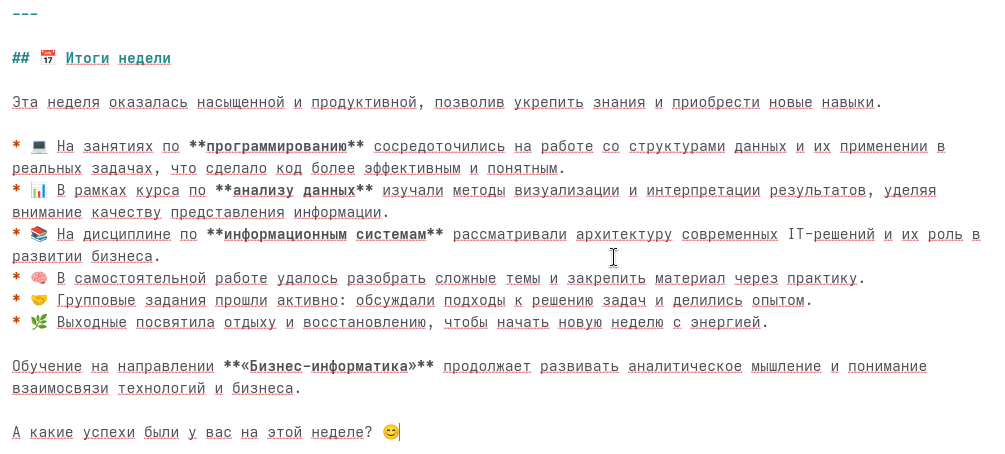 ---
## 📅 Итоги недели
Эта неделя оказалась насыщенной и продуктивной, позволив укрепить знания и приобрести новые навыки.
* 💻 На занятиях по **программированию** сосредоточились на работе со структурами данных и их применении в
реальных задачах, что сделало код более эффективным и понятным.
* 📊 В рамках курса по **анализу данных** изучали методы визуализации и интерпретации результатов, уделяя
внимание качеству представления информации.
* 📚 На дисциплине по **информационным системам** рассматривали архитектуру современных IT-решений и их роль в
развитии бизнеса.
* 🧠 В самостоятельной работе удалось разобрать сложные темы и закрепить материал через практику.
* 🤝 Групповые задания прошли активно: обсуждали подходы к решению задач и делились опытом.
* 🌿 Выходные посвятила отдыху и восстановлению, чтобы начать новую неделю с энергией.
Обучение на направлении **«Бизнес-информатика»** продолжает развивать аналитическое мышление и понимание
взаимосвязи технологий и бизнеса.
А какие успехи были у вас на этой неделе? 😊